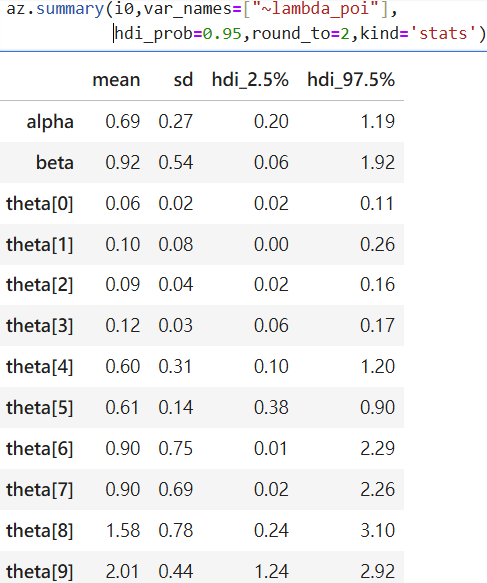 az.summary(i0,var_names=["~lambda_poi"],
hdi_prob=0.95,round_to=2,kind='stats')
mean sd hdi_2.5% hdi_97.5%
alpha 0.69 0.27 0.20 1.19
beta 0.92 0.54 0.06 1.92
theta[0] 0.06 0.02 0.02 0.11
theta[1] 0.10 0.08 0.00 0.26
theta[2] 0.09 0.04 0.02 0.16
theta[3] 0.12 0.03 0.06 0.17
theta[4] 0.60 0.31 0.10 1.20
theta[5] 0.61 0.14 0.38 0.90
theta[6] 0.90 0.75 0.01 2.29
theta[7] 0.90 0.69 0.02 2.26
theta[8] 1.58 0.78 0.24 3.10
theta[9] 2.01 0.44 1.24 2.92